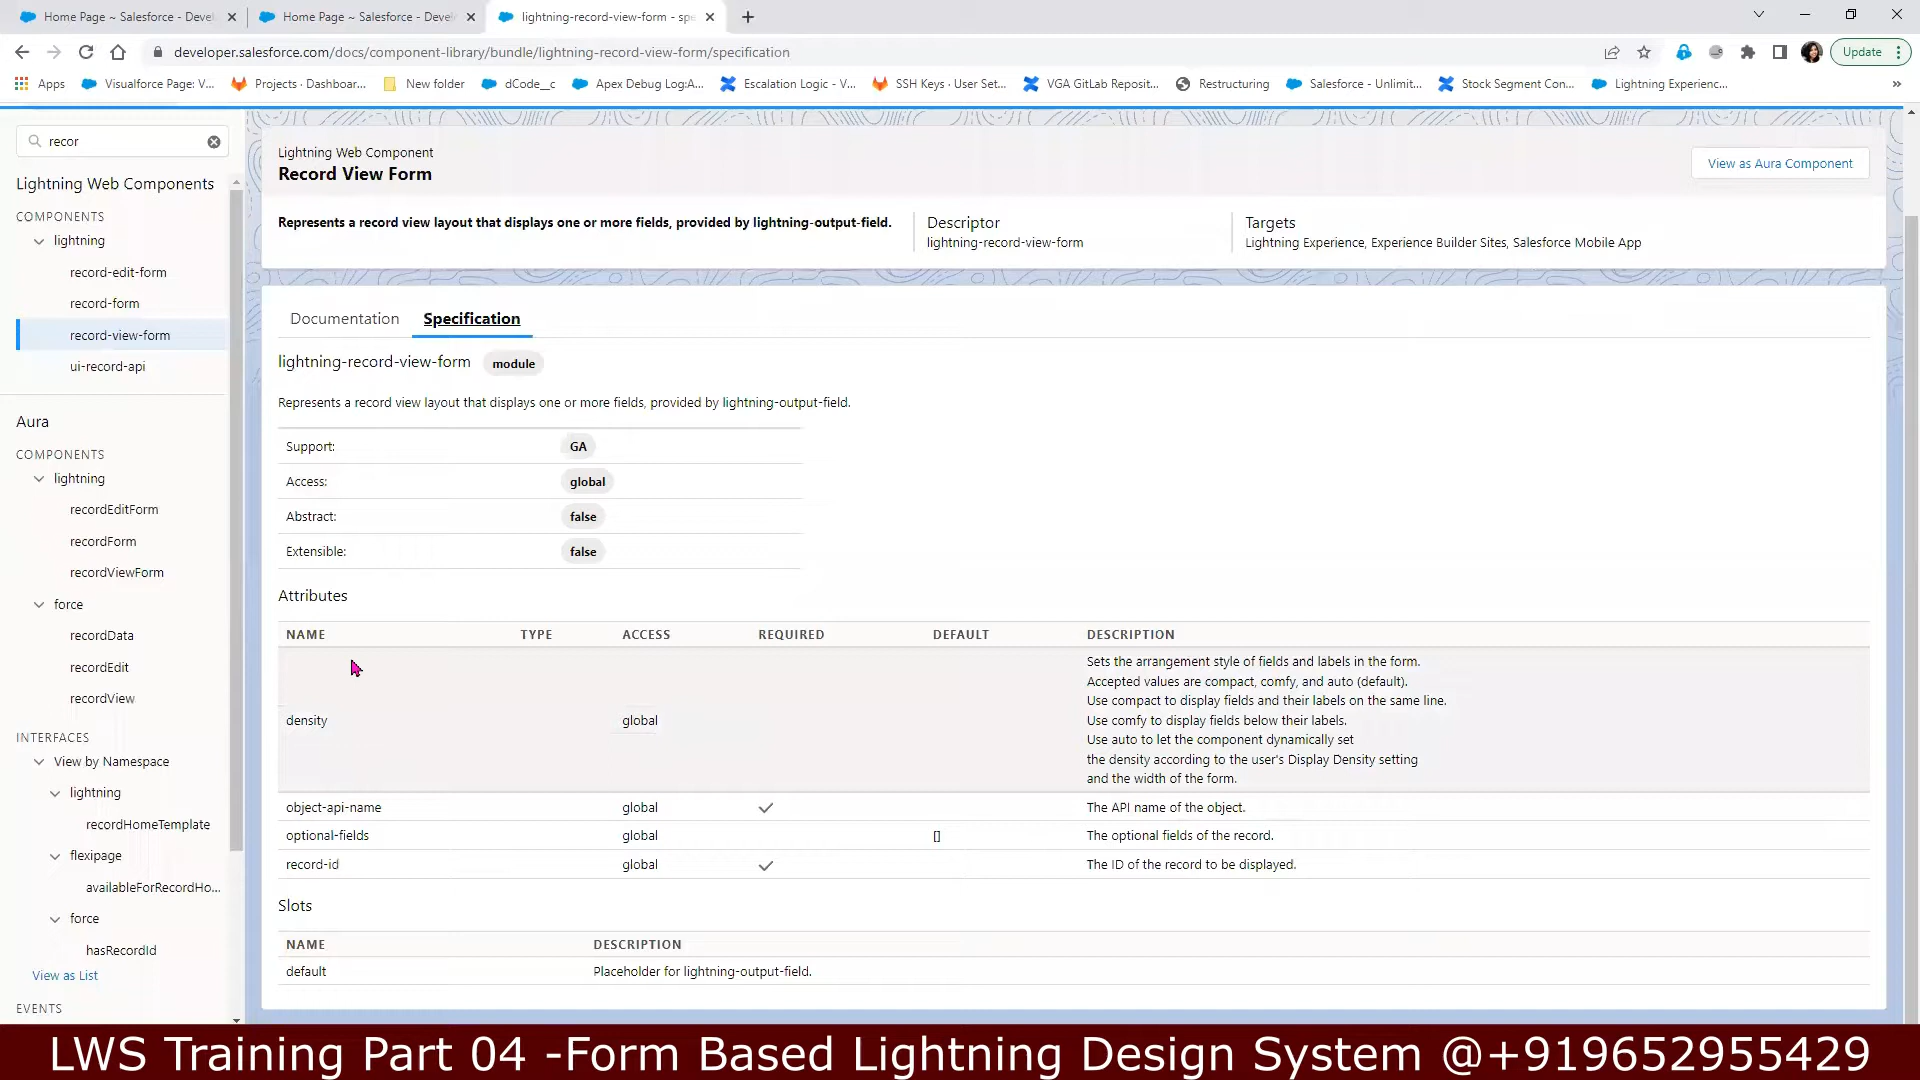 Home Page ~ Salesforce - Devel
Home Page ~ Salesforce - Devel
lightning-record-view-form - spe
developer.salesforce.com/docs/component-library/bundle/lightning-record-view-form/specification
Update
Apps
Visualforce Page: V...
Projects · Dashboar...
New folder
dCode__c
Apex Debug Log:A...
Escalation Logic - V...
SSH Keys · User Set...
VGA GitLab Reposit...
Restructuring
Salesforce - Unlimit...
Stock Segment Con...
Lightning Experienc...
»
recor
Lightning Web Components
COMPONENTS
lightning
record-edit-form
record-form
record-view-form
ui-record-api
Aura
COMPONENTS
lightning
recordEditForm
recordForm
recordViewForm
force
recordData
recordEdit
recordView
INTERFACES
View by Namespace
lightning
recordHomeTemplate
flexipage
availableForRecordHo...
force
hasRecordId
View as List
EVENTS
Lightning Web Component
Record View Form
View as Aura Component
Represents a record view layout that displays one or more fields, provided by lightning-output-field.
Descriptor
lightning-record-view-form
Targets
Lightning Experience, Experience Builder Sites, Salesforce Mobile App
Documentation
Specification
lightning-record-view-form module
Represents a record view layout that displays one or more fields, provided by lightning-output-field.
Support: GA
Access: global
Abstract: false
Extensible: false
Attributes
NAME TYPE ACCESS REQUIRED DEFAULT DESCRIPTION
density global
Sets the arrangement style of fields and labels in the form.
Accepted values are compact, comfy, and auto (default).
Use compact to display fields and their labels on the same line.
Use comfy to display fields below their labels.
Use auto to let the component dynamically set
the density according to the user's Display Density setting
and the width of the form.
object-api-name global The API name of the object.
optional-fields global [] The optional fields of the record.
record-id global The ID of the record to be displayed.
Slots
NAME DESCRIPTION
default Placeholder for lightning-output-field.
LWS Training Part 04 -Form Based Lightning Design System @+919652955429